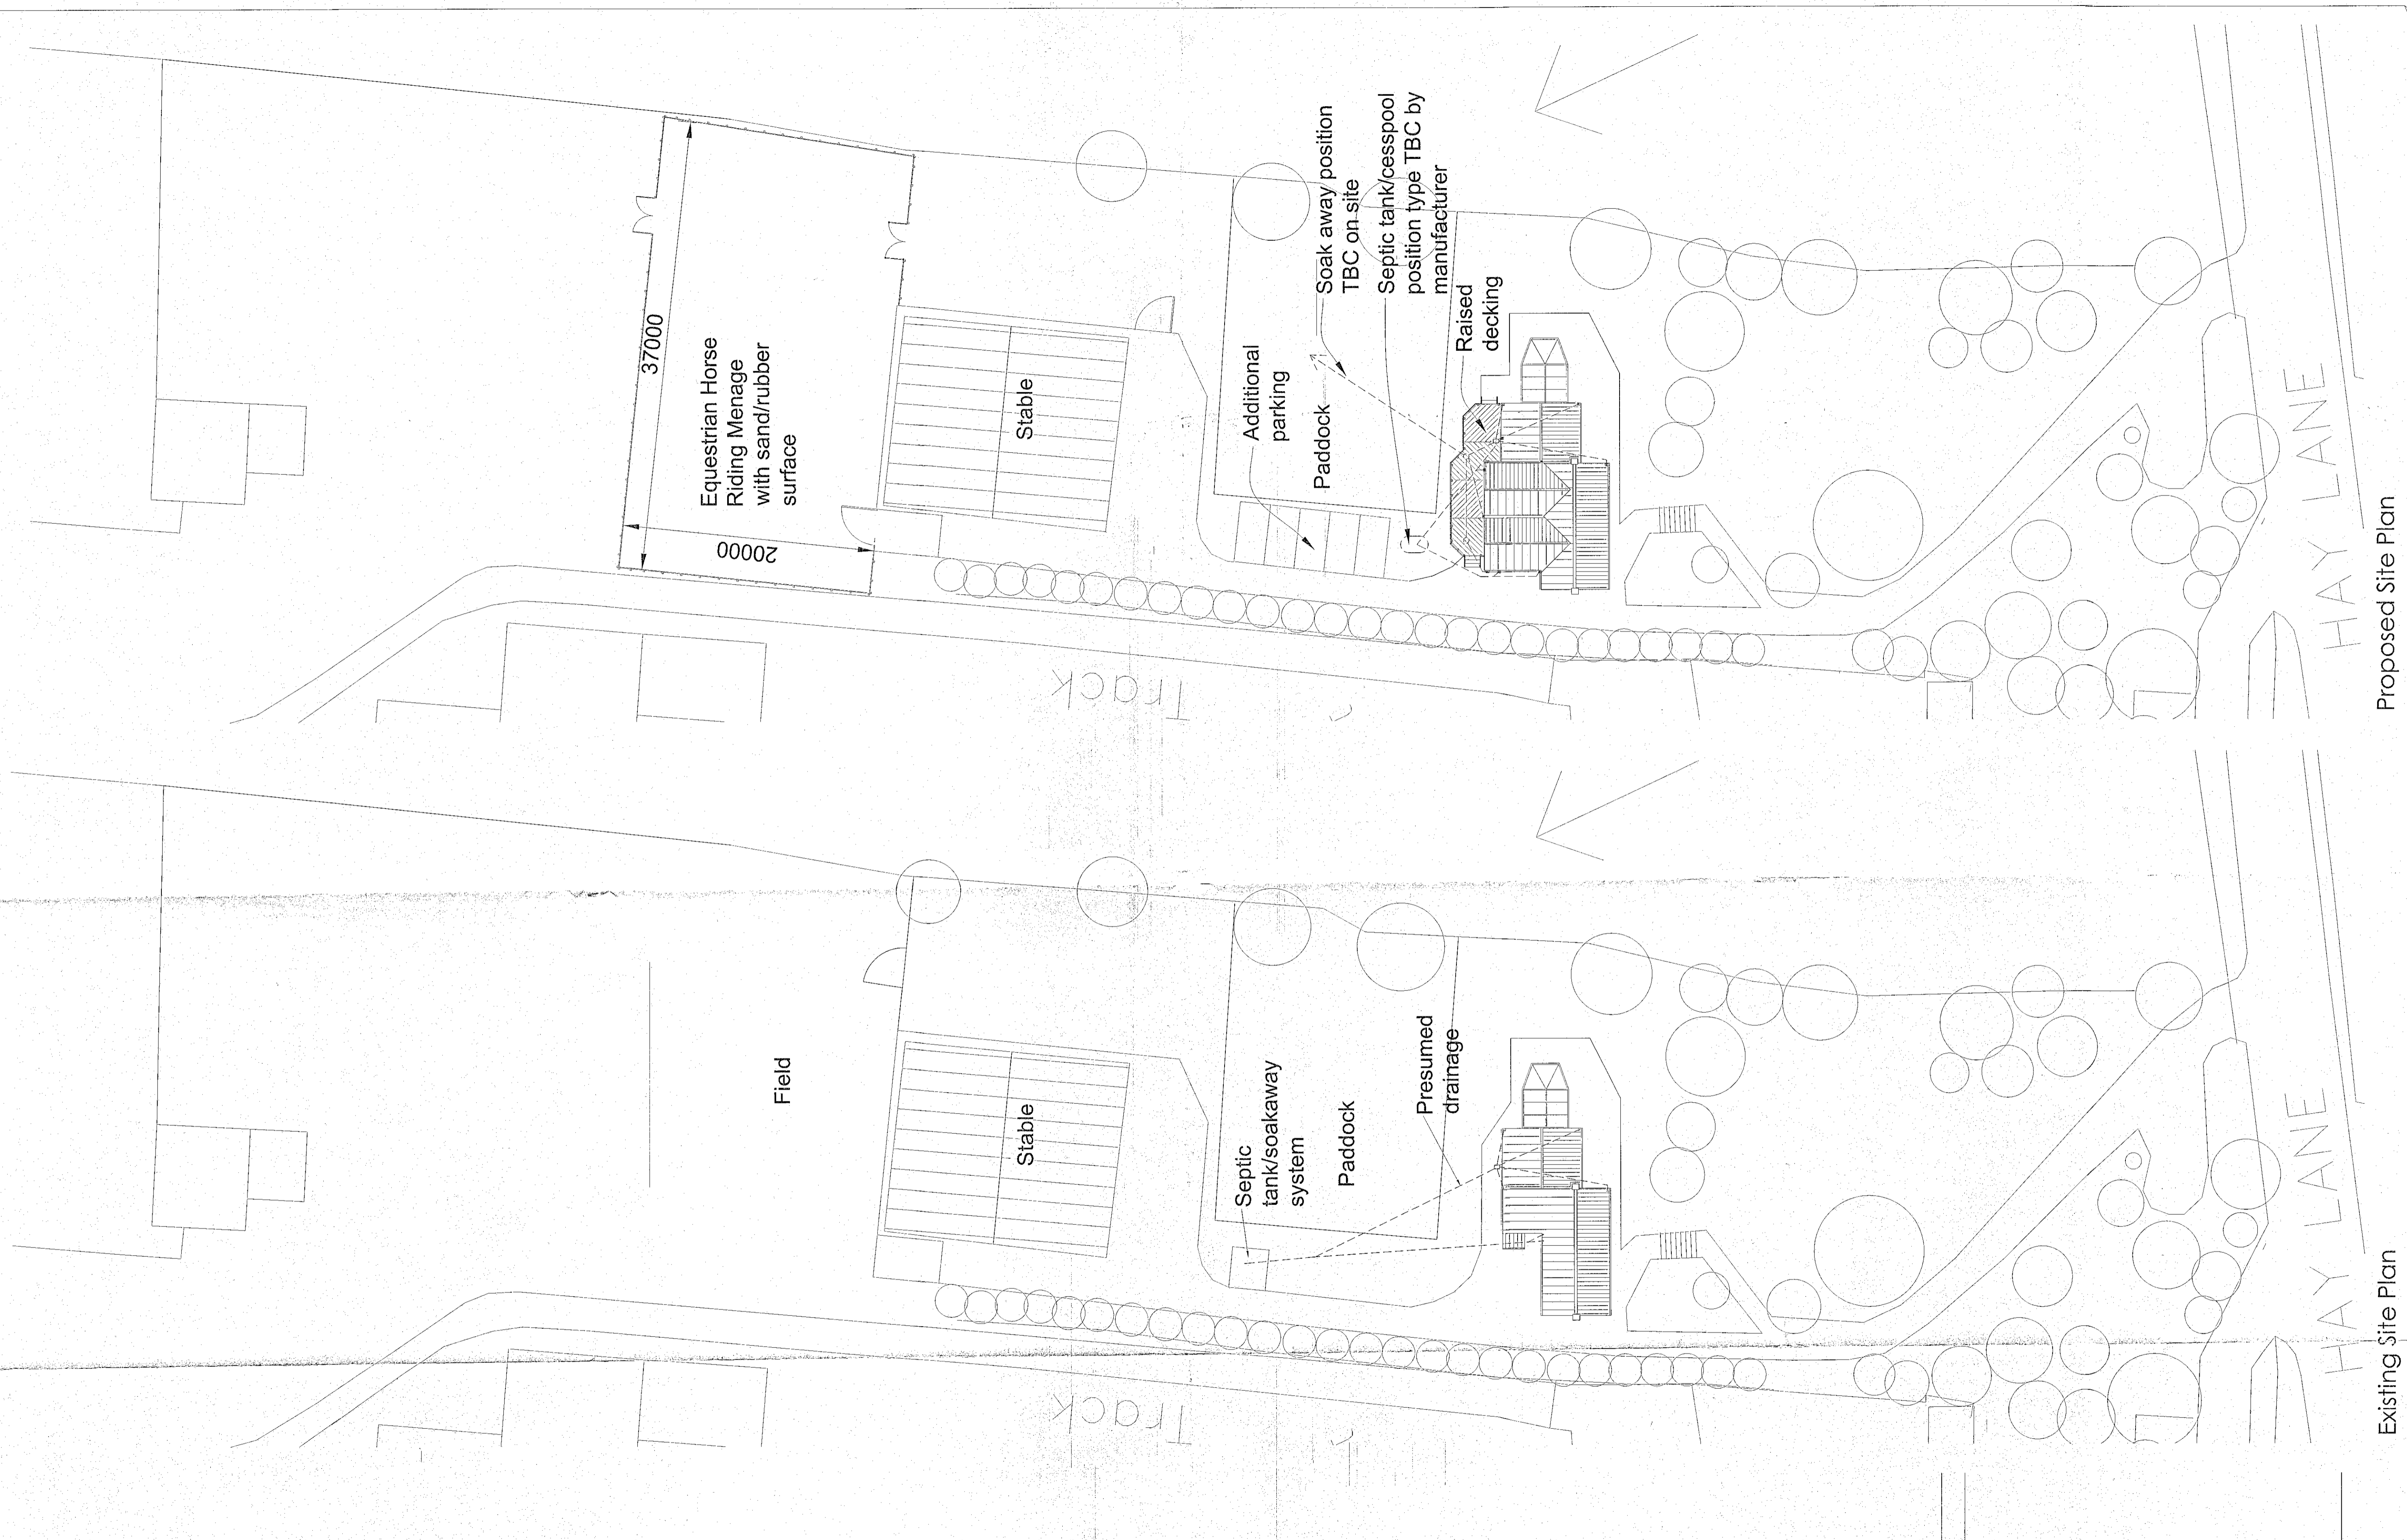 37000
20000
Equestrian Horse
Riding Menage
with sand/rubber
surface
Stable
Additional
parking
Paddock
Soak away position
TBC on site
Septic tank/cesspool
position type TBC by
manufacturer
Raised
decking
Track
HAY LANE
Proposed Site Plan
Field
Stable
Septic
tank/soakaway
system
Paddock
Presumed
drainage
Track
HAY LANE
Existing Site Plan